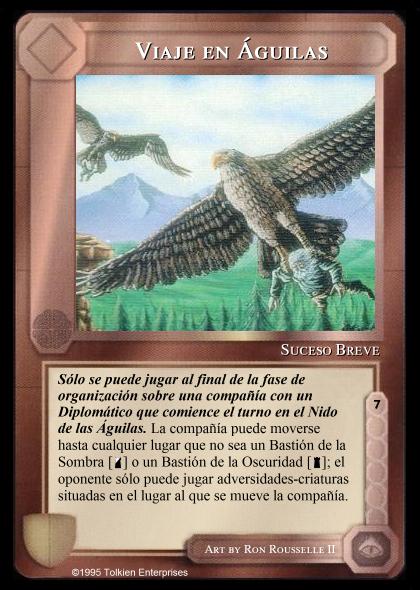 Viaje en Águilas
Suceso Breve
Sólo se puede jugar al final de la fase de
organización sobre una compañía con un
Diplomático que comience el turno en el Nido
de las Águilas. La compañía puede moverse
hasta cualquier lugar que no sea un Bastión de la
Sombra [ ] o un Bastión de la Oscuridad [ ]; el
oponente sólo puede jugar adversidades-criaturas
situadas en el lugar al que se mueve la compañía.
7
Art by Ron Rousselle II
©1995 Tolkien Enterprises